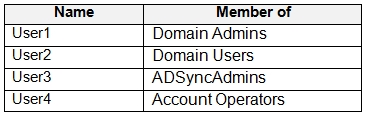 Name Member of
User1 Domain Admins
User2 Domain Users
User3 ADSyncAdmins
User4 Account Operators